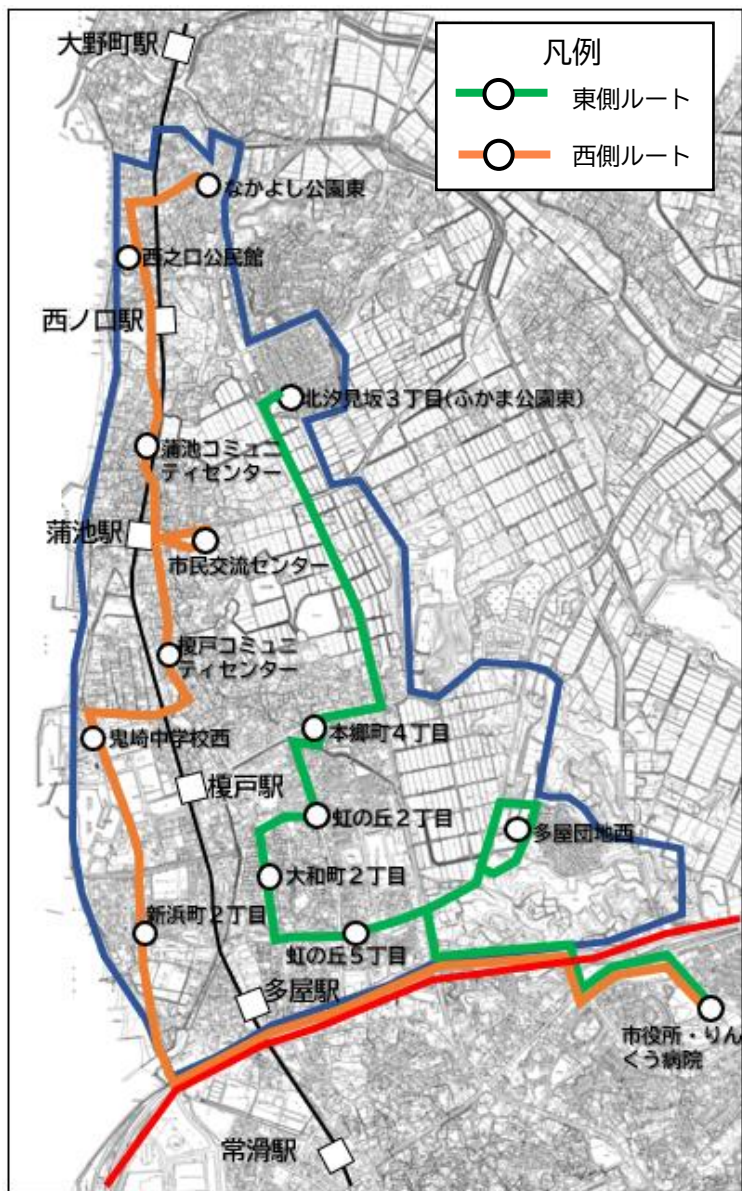 大野町駅
凡例
東側ルート
西側ルート
なかよし公園東
西之口公民館
西ノ口駅
北汐見坂３丁目(ふかま公園東)
蒲池コミュニ
ティセンター
蒲池駅
市民交流センター
榎戸コミュニ
ティセンター
鬼崎中学校西
本郷町４丁目
榎戸駅
虹の丘２丁目
多屋団地西
大和町２丁目
新浜町２丁目
虹の丘５丁目
多屋駅
市役所・りん
くう病院
常滑駅